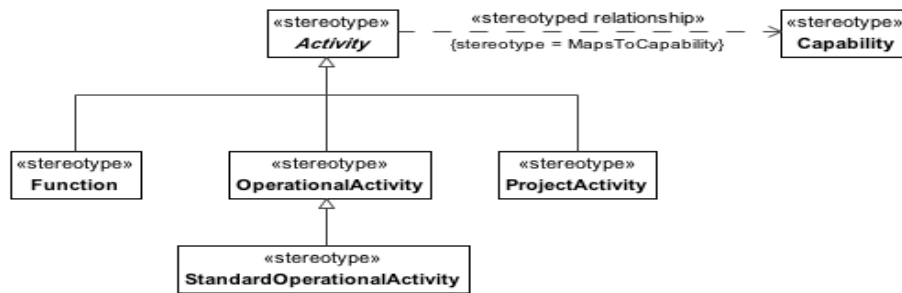 «stereotype»
Activity
«stereotyped relationship»
{stereotype = MapsToCapability}
«stereotype»
Capability
«stereotype»
Function
«stereotype»
OperationalActivity
«stereotype»
ProjectActivity
«stereotype»
StandardOperationalActivity